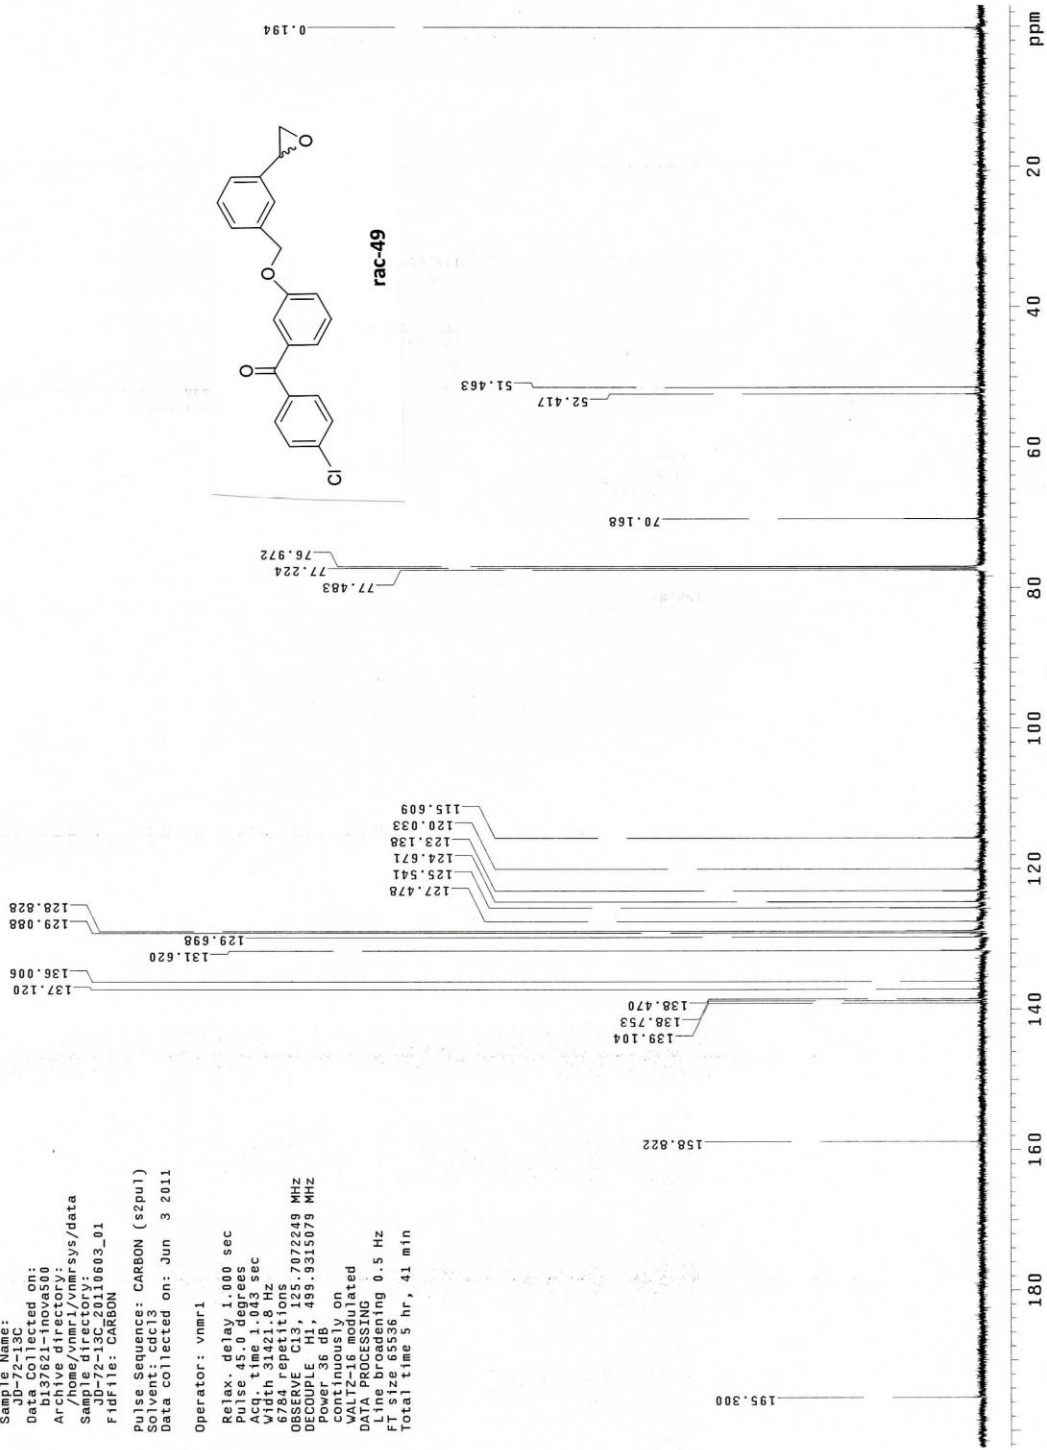 Sample Name:
JD-72-13C
Data Collected on:
b137621-inova500
Archive directory:
/home/vnmr1/vnmrsys/data
Sample directory:
JD-72-13C_20110603_01
FidFile: CARBON
Pulse Sequence: CARBON (s2pul)
Solvent: cdcl3
Data collected on: Jun 3 2011
Operator: vnmr1
Relax. delay 1.000 sec
Pulse 45.0 degrees
Acq. time 1.043 sec
Width 31421.8 Hz
6784 repetitions
OBSERVE C13, 125.7072249 MHz
DECOUPLE H1, 499.9315079 MHz
Power 36 dB
continuously on
WALTZ-16 modulated
DATA PROCESSING
Line broadening 0.5 Hz
FT size 65536
Total time 5 hr, 41 min
195.300
158.822
139.104
138.753
138.470
137.120
136.006
131.620
129.698
129.088
128.828
127.478
125.541
124.671
123.138
120.033
115.609
77.483
77.224
76.972
70.168
52.417
51.463
0.194
Cl
O
O
O
rac-49
180
160
140
120
100
80
60
40
20
ppm